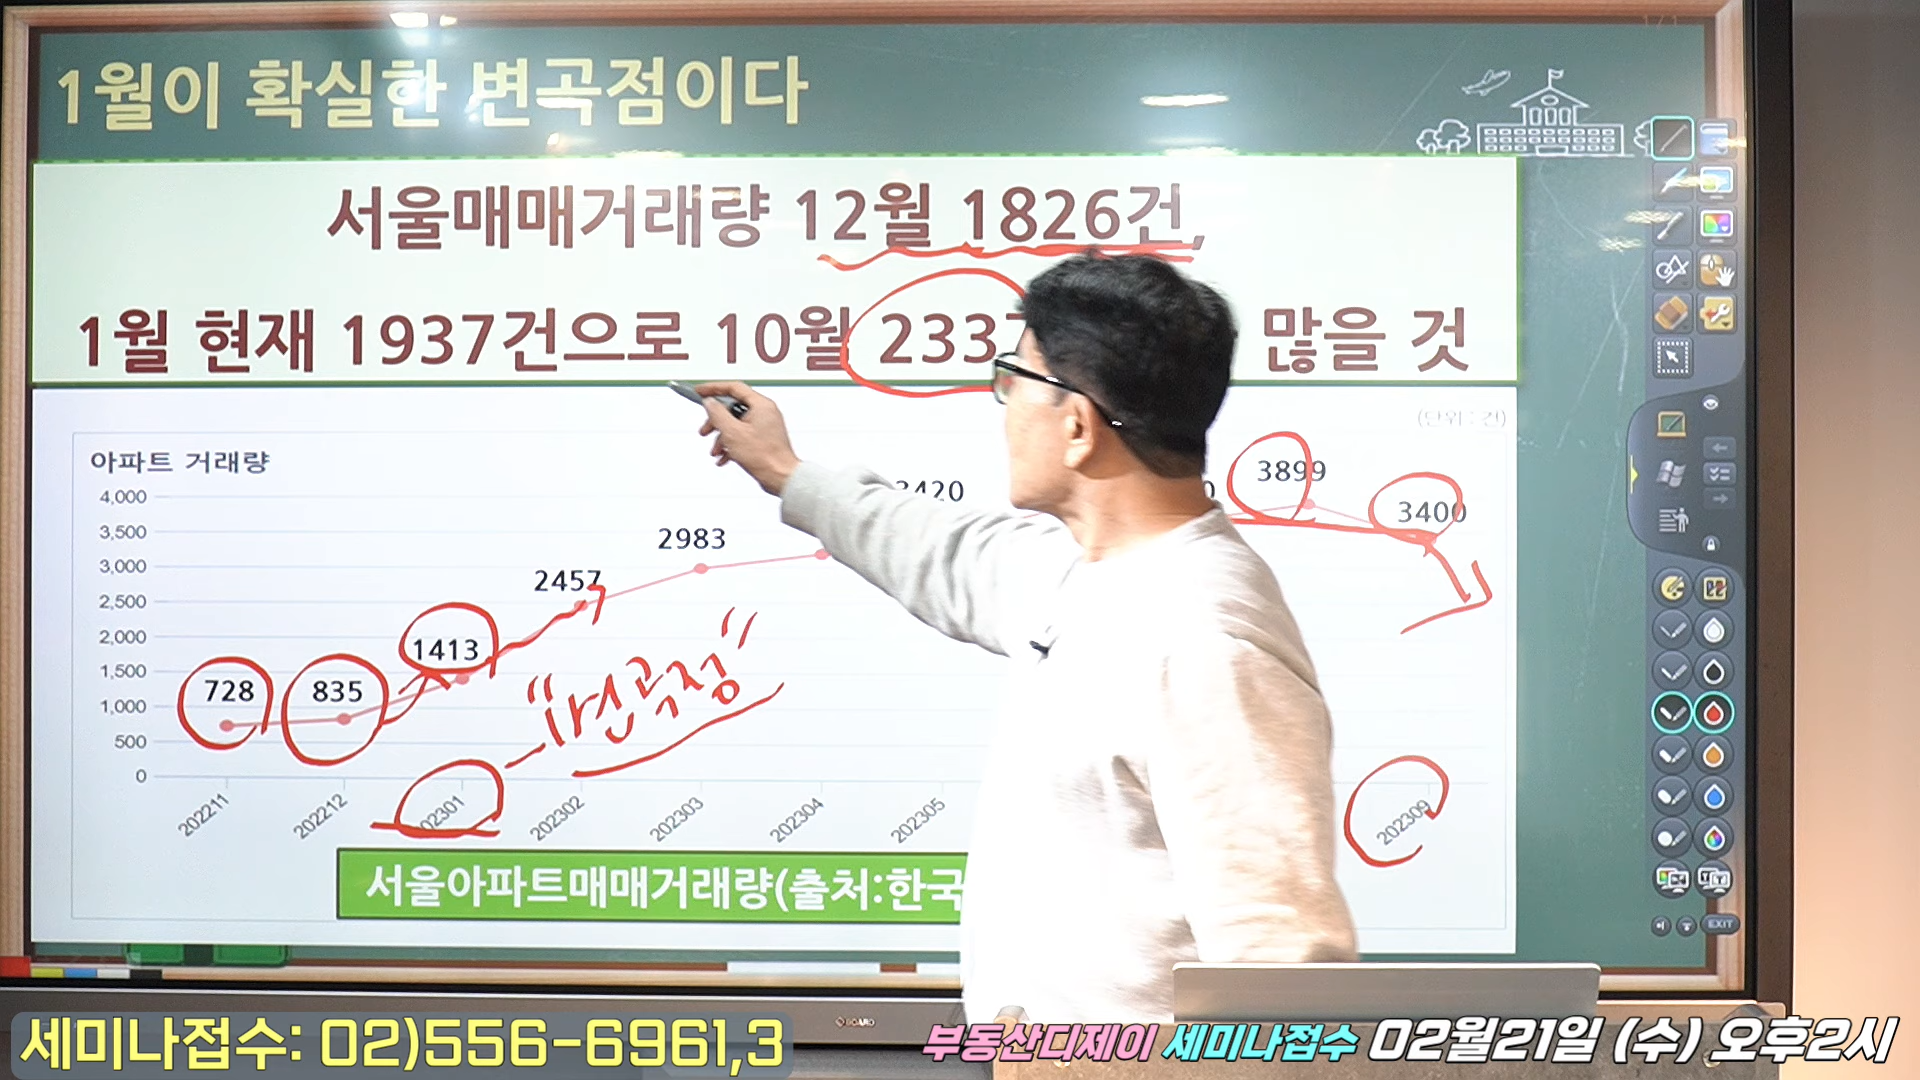 1월이 확실한 변곡점이다
서울매매거래량 12월 1826건,
1월 현재 1937건으로 10월 233 많을 것
(단위 : 건)
아파트 거래량
4,000
3,500
3,000
2,500
2,000
1,500
1,000
500
0
728
835
1413
2457
2983
3420
3899
3400
"변곡점"
202211
202212
202301
202302
202303
202304
202305
202309
서울아파트매매거래량(출처:한국
EXIT
세미나접수: 02)556-6961,3
부동산디제이 세미나접수 02월21일 (수) 오후2시